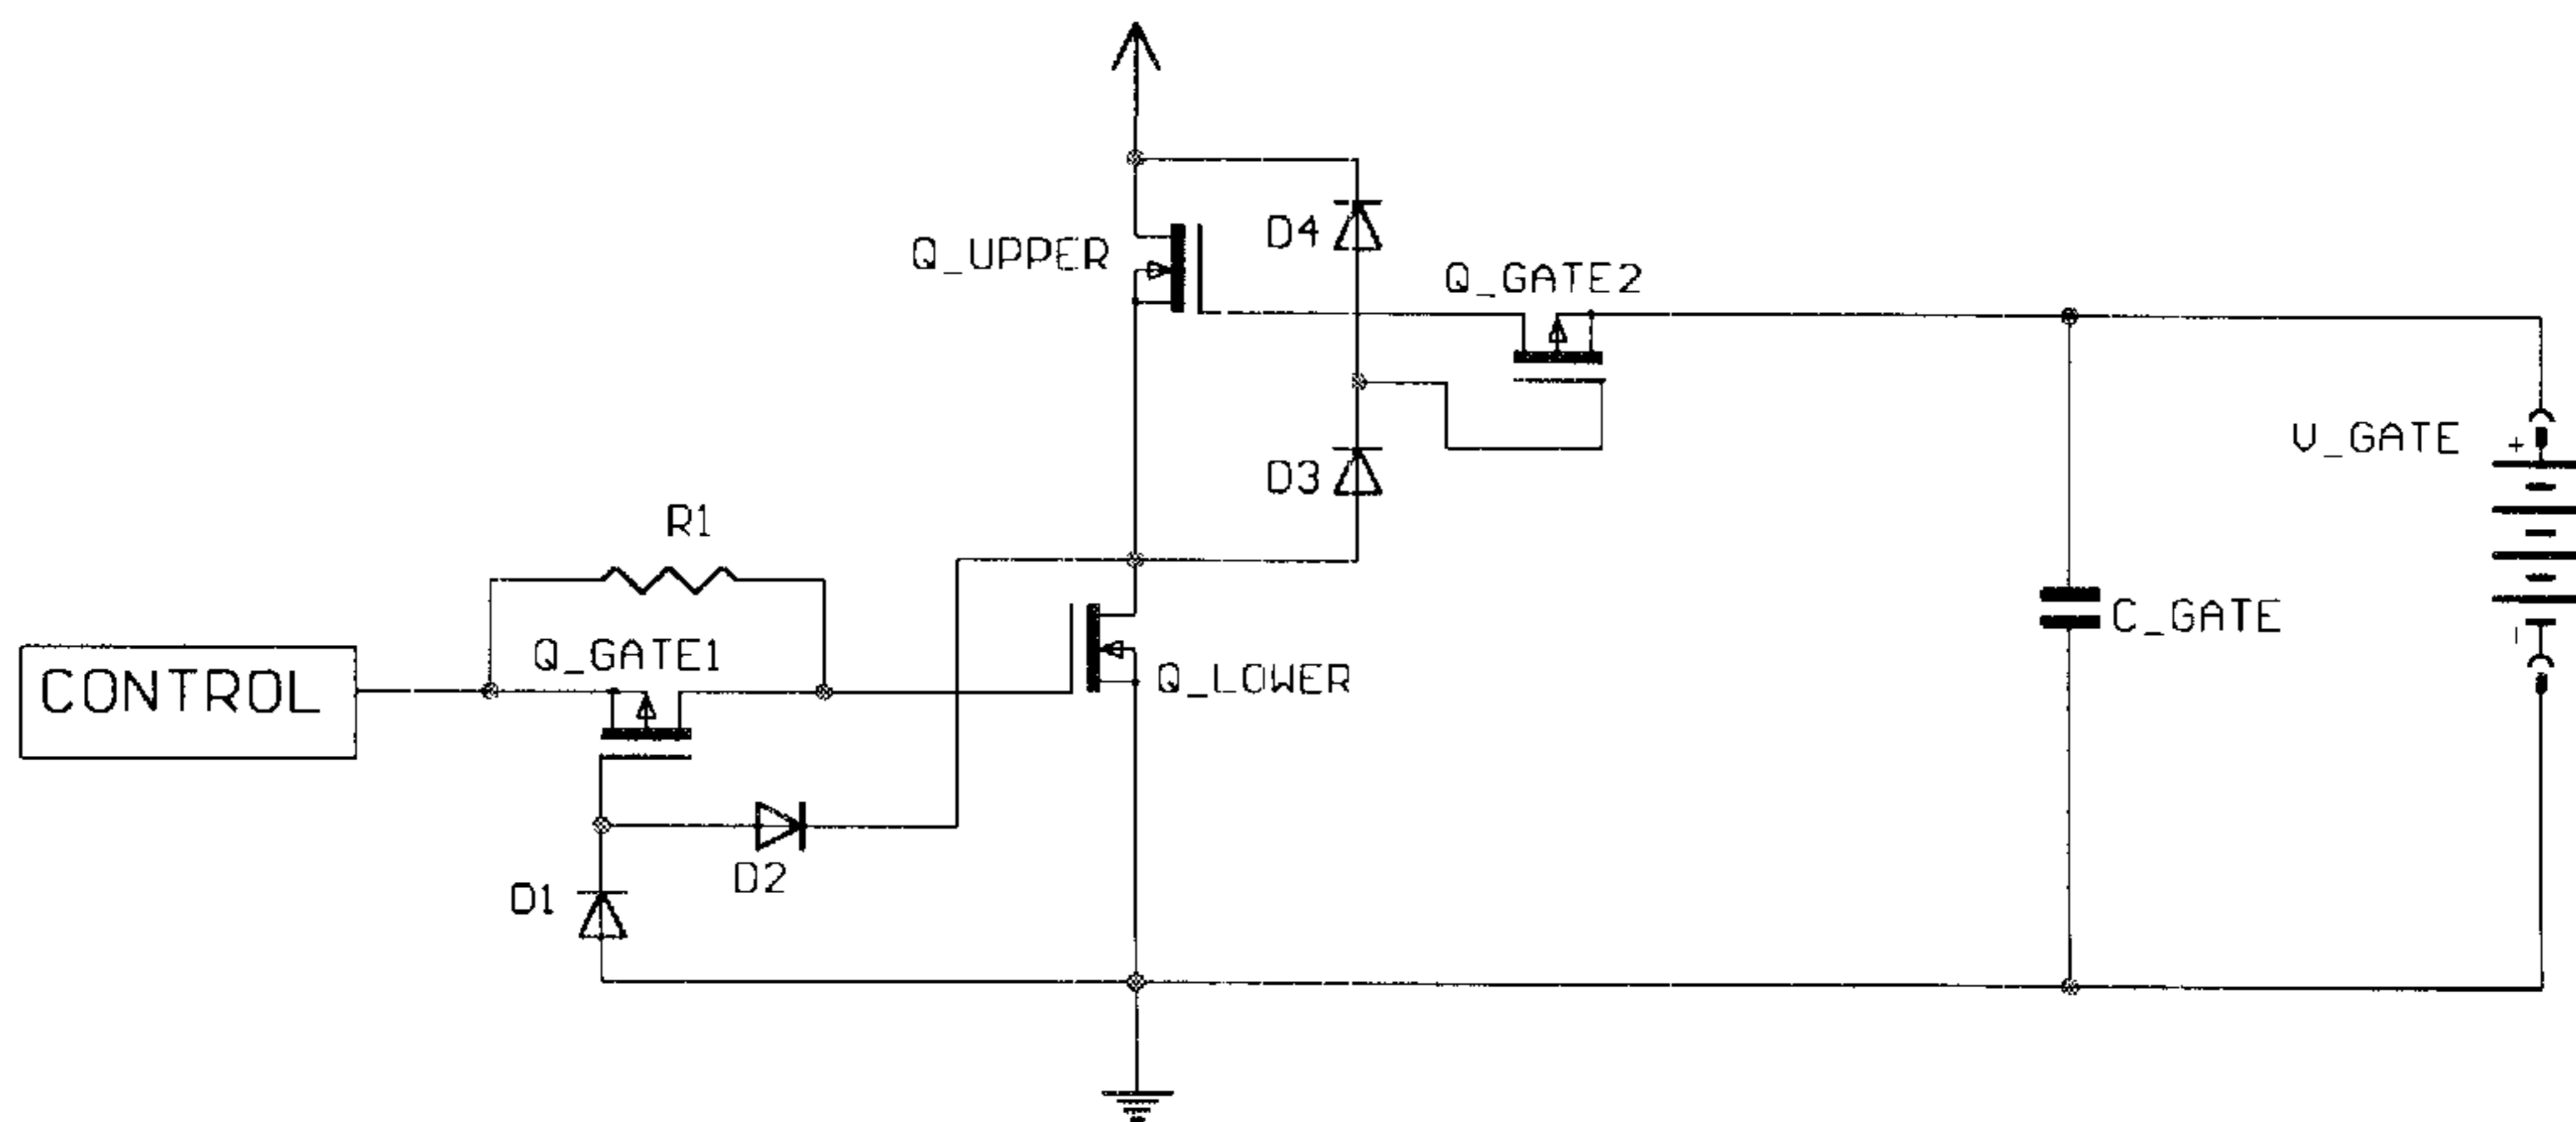 Q_UPPER
D4
Q_GATE2
V_GATE
+
D3
R1
C_GATE
Q_GATE1
CONTROL
Q_LOWER
-
D2
D1